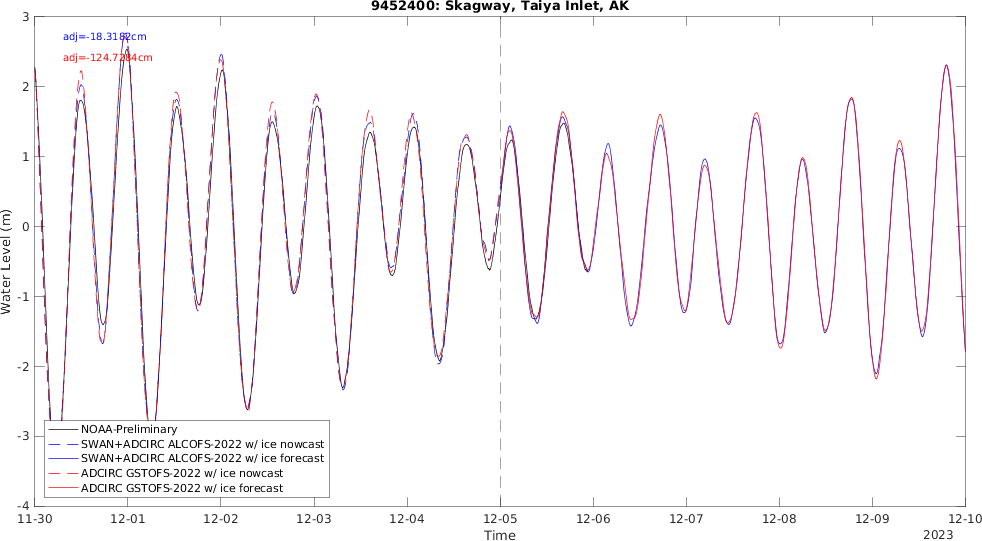 9452400: Skagway, Taiya Inlet, AK
adj=-18.3182cm
adj=-124.7284cm
Water Level (m)
3
2
1
0
-1
-2
-3
-4
NOAA-Preliminary
SWAN+ADCIRC ALCOFS-2022 w/ ice nowcast
SWAN+ADCIRC ALCOFS-2022 w/ ice forecast
ADCIRC GSTOFS-2022 w/ ice nowcast
ADCIRC GSTOFS-2022 w/ ice forecast
11-30 12-01 12-02 12-03 12-04 12-05 12-06 12-07 12-08 12-09 12-10
Time
2023